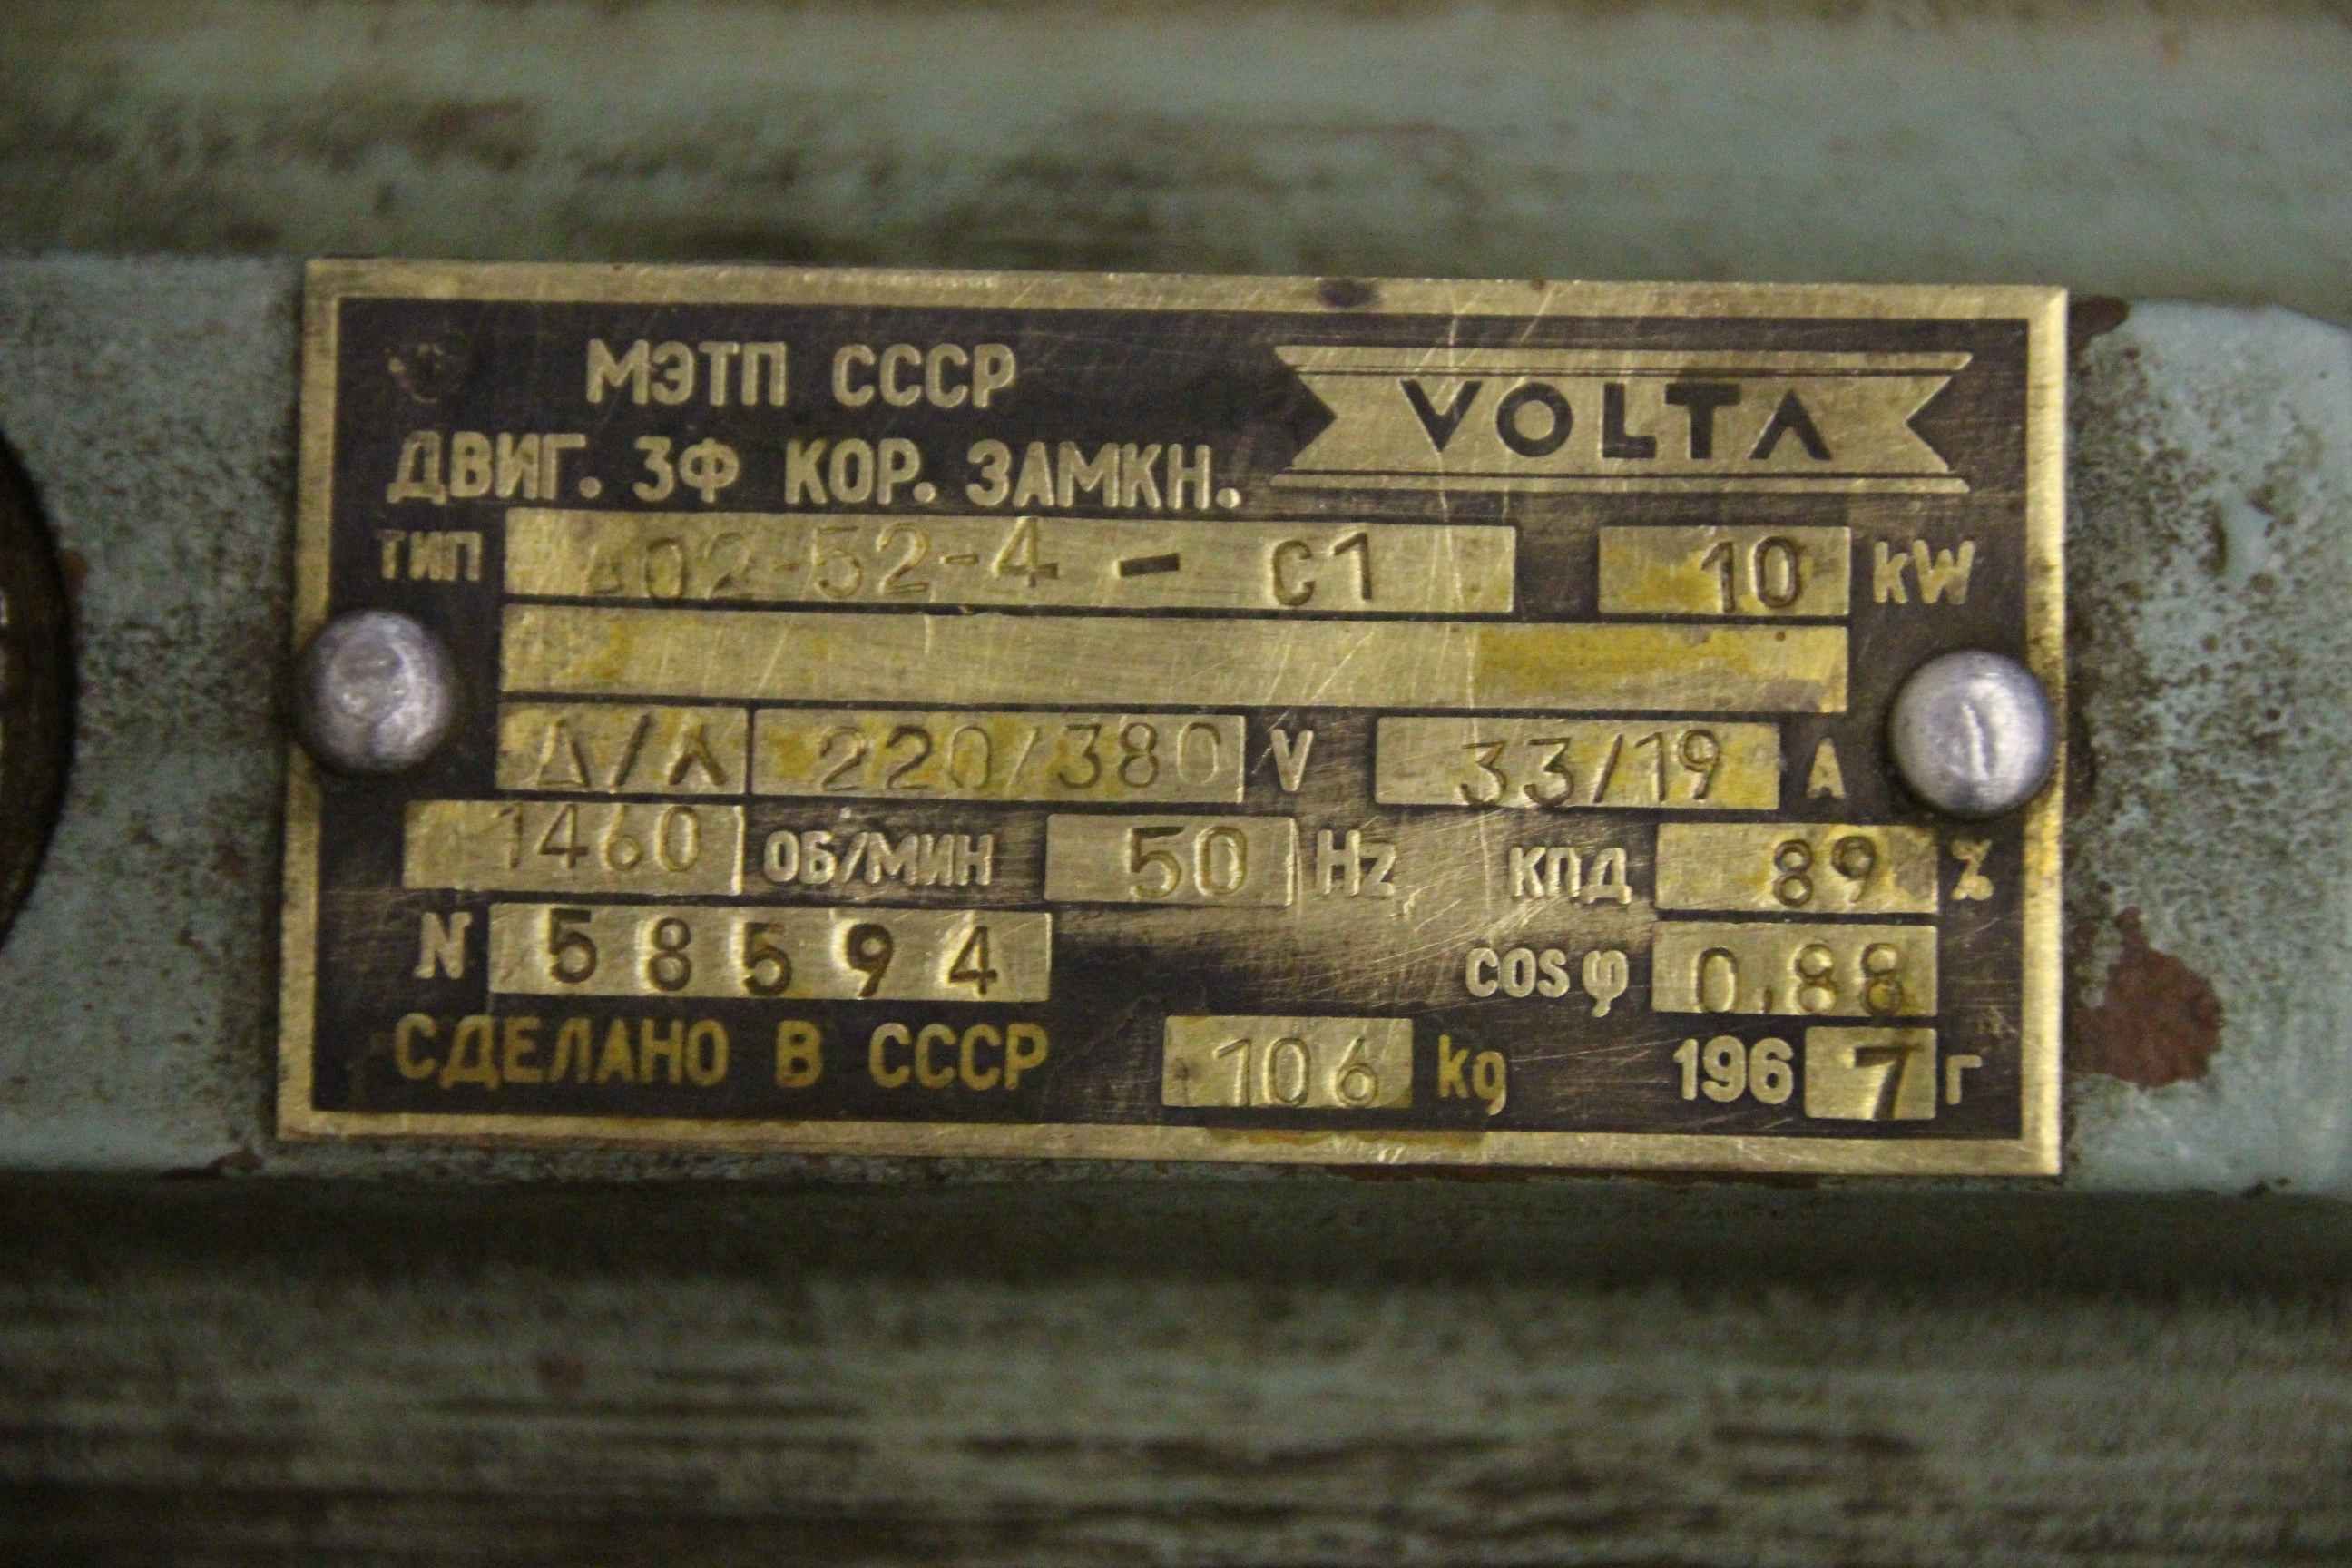 МЭТП СССР
VOLTA
ДВИГ. 3Ф КОР. ЗАМКН.
ТИП АО2-52-4 - С1 10 kW
Δ/⅄ 220/380 V 33/19 A
1460 ОБ/МИН 50 Hz КПД 89 %
N 58594 COS φ 0,88
СДЕЛАНО В СССР 106 kg 1967 г